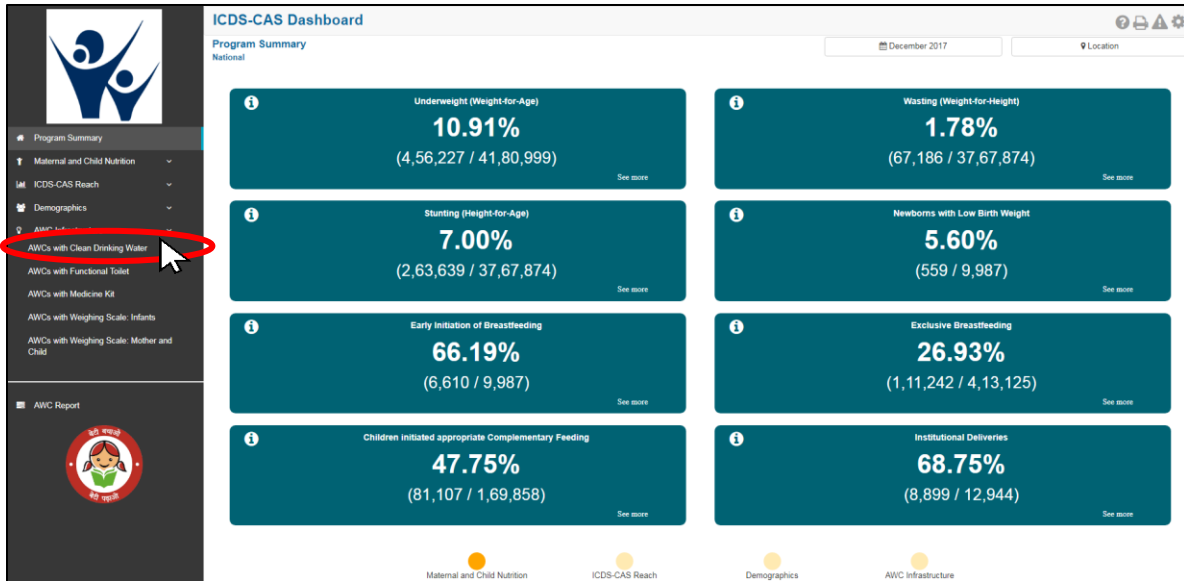 ICDS-CAS Dashboard
Program Summary
National
December 2017
Location
Program Summary
Maternal and Child Nutrition
ICDS-CAS Reach
Demographics
AWC
AWCs with Clean Drinking Water
AWCs with Functional Toilet
AWCs with Medicine Kit
AWCs with Weighing Scale: Infants
AWCs with Weighing Scale: Mother and
Child
AWC Report
बेटी बचाओ
बेटी पढ़ाओ
Underweight (Weight-for-Age)
10.91%
(4,56,227 / 41,80,999)
See more
Wasting (Weight-for-Height)
1.78%
(67,186 / 37,67,874)
See more
Stunting (Height-for-Age)
7.00%
(2,63,639 / 37,67,874)
See more
Newborns with Low Birth Weight
5.60%
(559 / 9,987)
See more
Early Initiation of Breastfeeding
66.19%
(6,610 / 9,987)
See more
Exclusive Breastfeeding
26.93%
(1,11,242 / 4,13,125)
See more
Children initiated appropriate Complementary Feeding
47.75%
(81,107 / 1,69,858)
See more
Institutional Deliveries
68.75%
(8,899 / 12,944)
See more
Maternal and Child Nutrition
ICDS-CAS Reach
Demographics
AWC Infrastructure